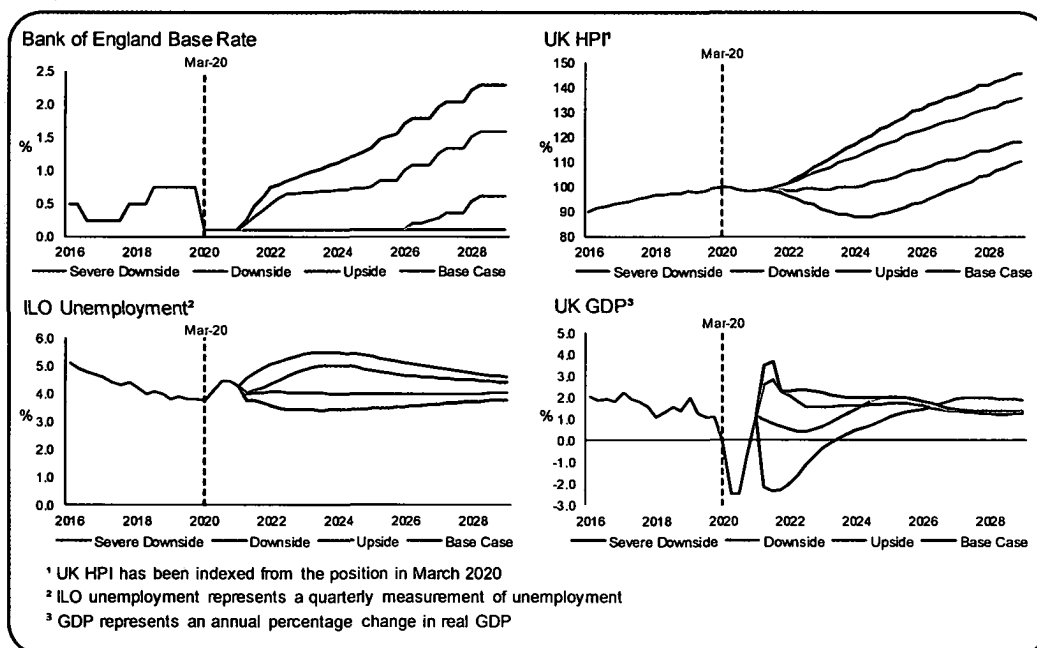 Bank of England Base Rate
Mar-20
2.5
2.0
1.5
%
1.0
0.5
0.0
2016 2018 2020 2022 2024 2026 2028
Severe Downside Downside Upside Base Case
UK HPI¹
Mar-20
150
140
130
120
%
110
100
90
80
2016 2018 2020 2022 2024 2026 2028
Severe Downside Downside Upside Base Case
ILO Unemployment²
Mar-20
6.0
5.0
4.0
%
3.0
2.0
1.0
0.0
2016 2018 2020 2022 2024 2026 2028
Severe Downside Downside Upside Base Case
UK GDP³
Mar-20
5.0
4.0
3.0
2.0
%
1.0
0.0
-1.0
-2.0
-3.0
2016 2018 2020 2022 2024 2026 2028
Severe Downside Downside Upside Base Case
¹ UK HPI has been indexed from the position in March 2020
² ILO unemployment represents a quarterly measurement of unemployment
³ GDP represents an annual percentage change in real GDP